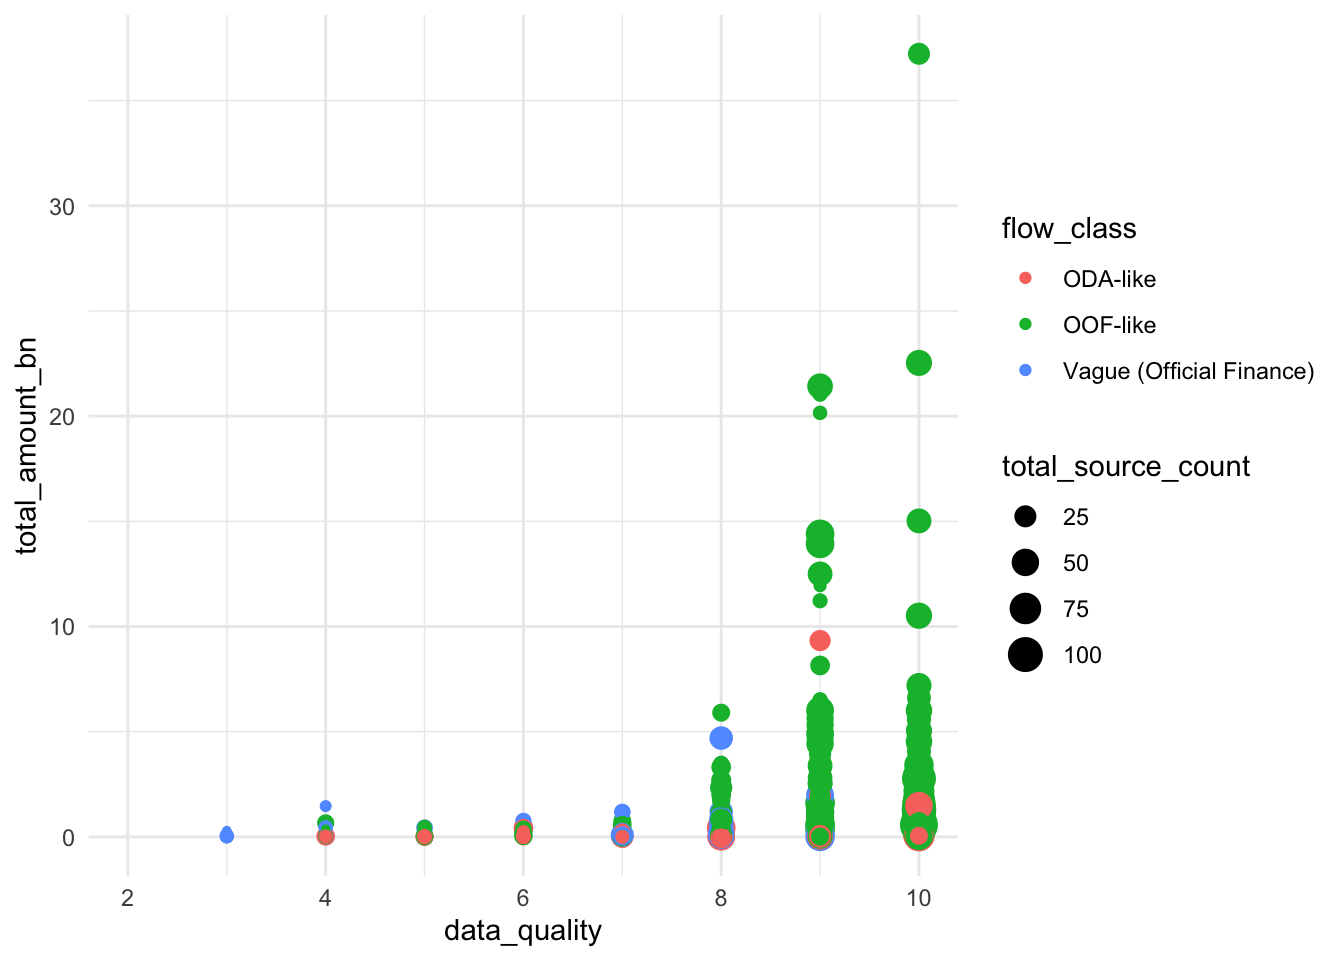 total_amount_bn
30
20
10
0
2 4 6 8 10
data_quality
flow_class
ODA-like
OOF-like
Vague (Official Finance)
total_source_count
25
50
75
100